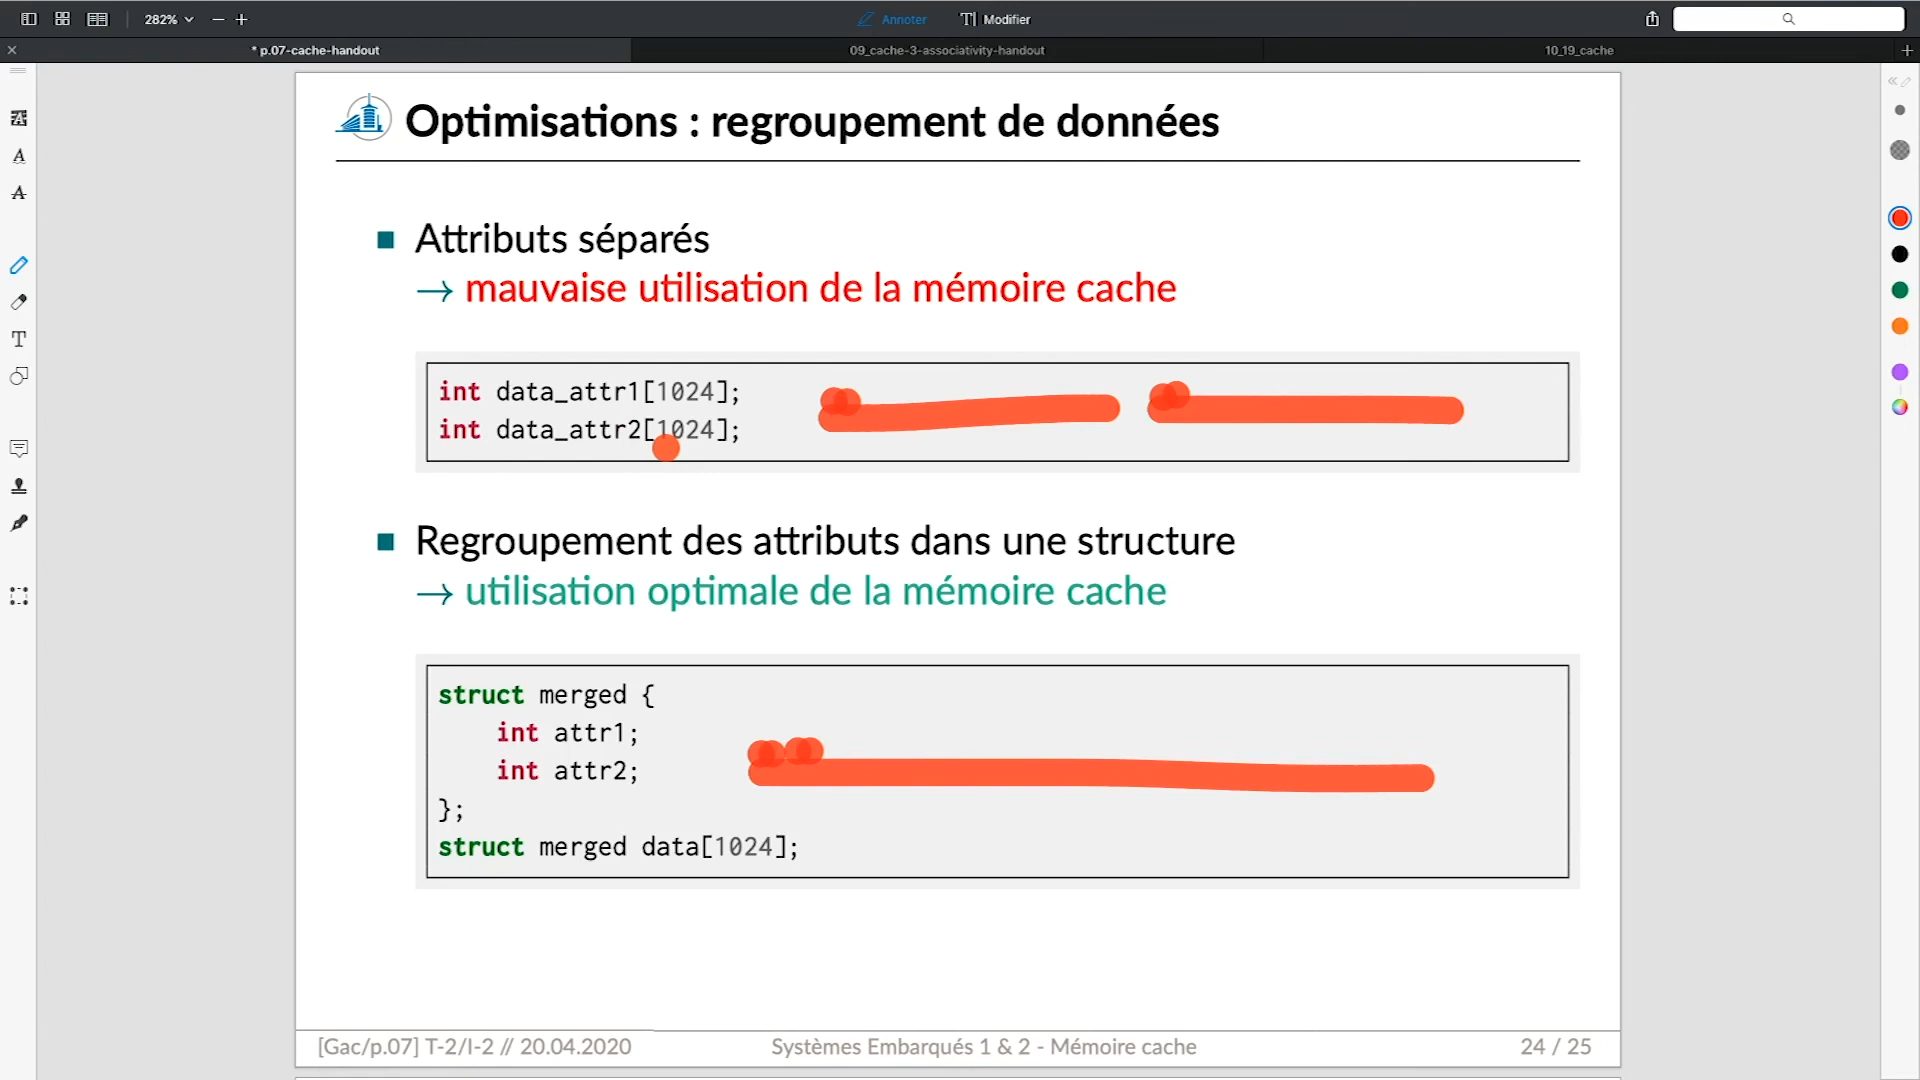 282%
Annoter
Modifier
* p.07-cache-handout
09_cache-3-associativity-handout
10_19_cache
Optimisations : regroupement de données
Attributs séparés
→ mauvaise utilisation de la mémoire cache
int data_attr1[1024];
int data_attr2[1024];
Regroupement des attributs dans une structure
→ utilisation optimale de la mémoire cache
struct merged {
int attr1;
int attr2;
};
struct merged data[1024];
[Gac/p.07] T-2/I-2 // 20.04.2020
Systèmes Embarqués 1 & 2 - Mémoire cache
24 / 25